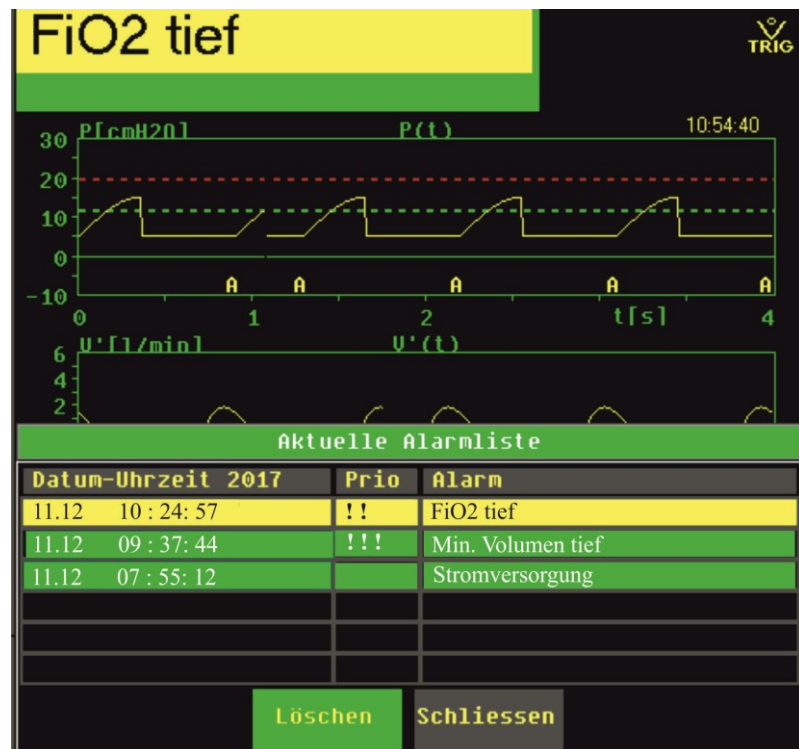 FiO2 tief
TRIG
P[cmH2O] P(t) 10:54:40
30
20
10
0
-10
A A A A A
0 1 2 t[s] 4
V'[l/min] V'(t)
6
4
2
Aktuelle Alarmliste
Datum-Uhrzeit 2017 Prio Alarm
11.12 10 : 24: 57 !! FiO2 tief
11.12 09 : 37: 44 !!! Min. Volumen tief
11.12 07 : 55: 12 Stromversorgung
Löschen Schliessen